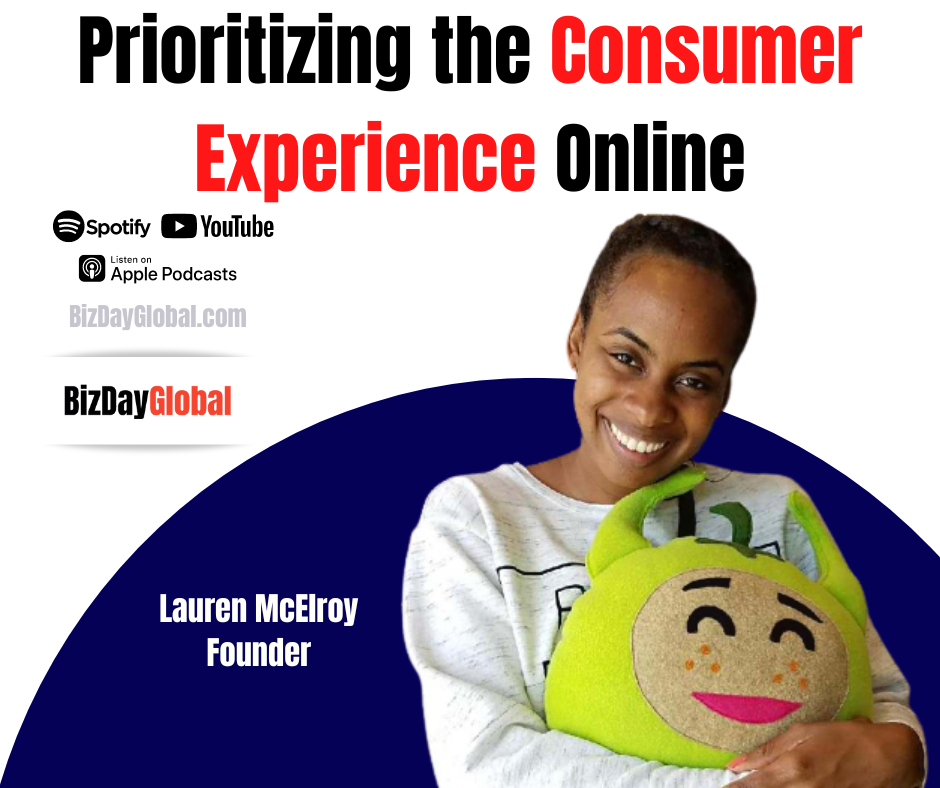 Prioritizing the Consumer
Experience Online
Spotify YouTube
Listen on
Apple Podcasts
BizDayGlobal.com
BizDayGlobal
Lauren McElroy
Founder